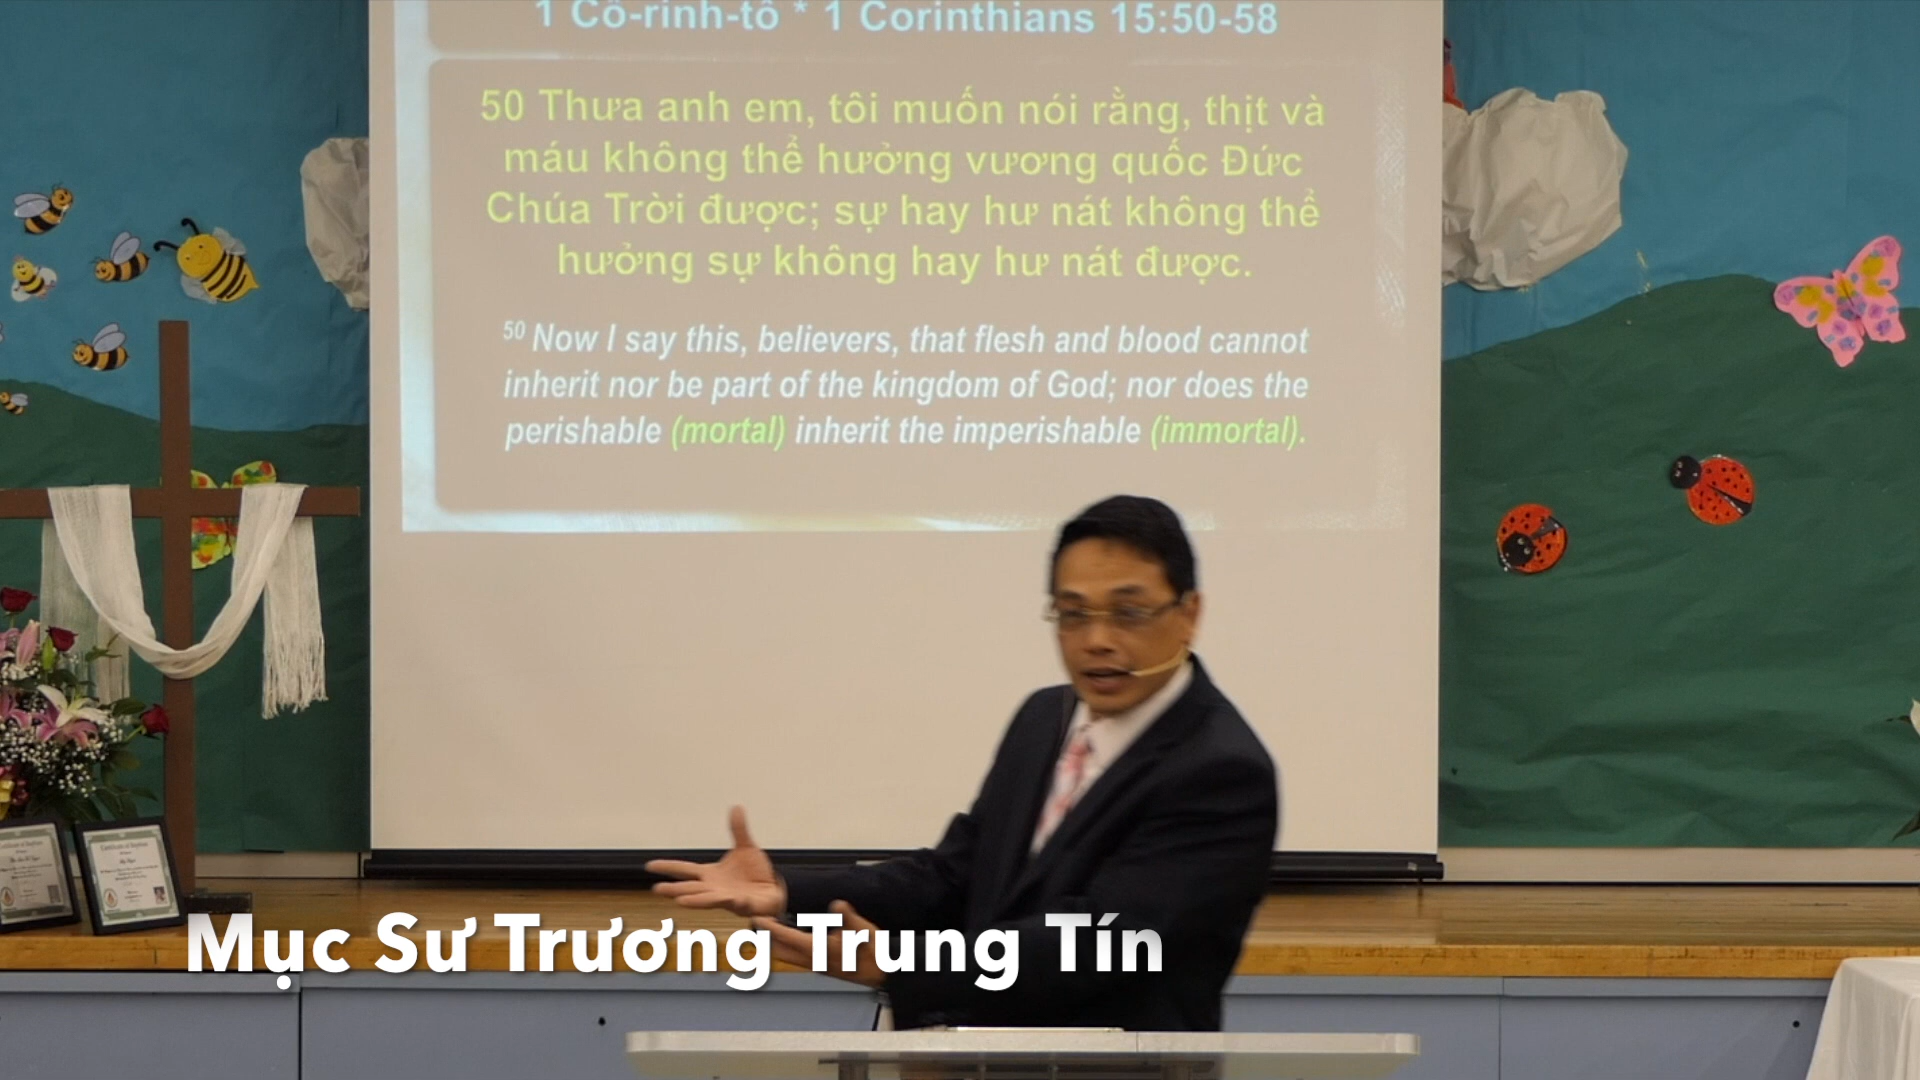 1 Cô-rinh-tô * 1 Corinthians 15:50-58
50 Thưa anh em, tôi muốn nói rằng, thịt và
máu không thể hưởng vương quốc Đức
Chúa Trời được; sự hay hư nát không thể
hưởng sự không hay hư nát được.
50 Now I say this, believers, that flesh and blood cannot
inherit nor be part of the kingdom of God; nor does the
perishable (mortal) inherit the imperishable (immortal).
Certificate of Baptism
Mục Sư Trương Trung Tín